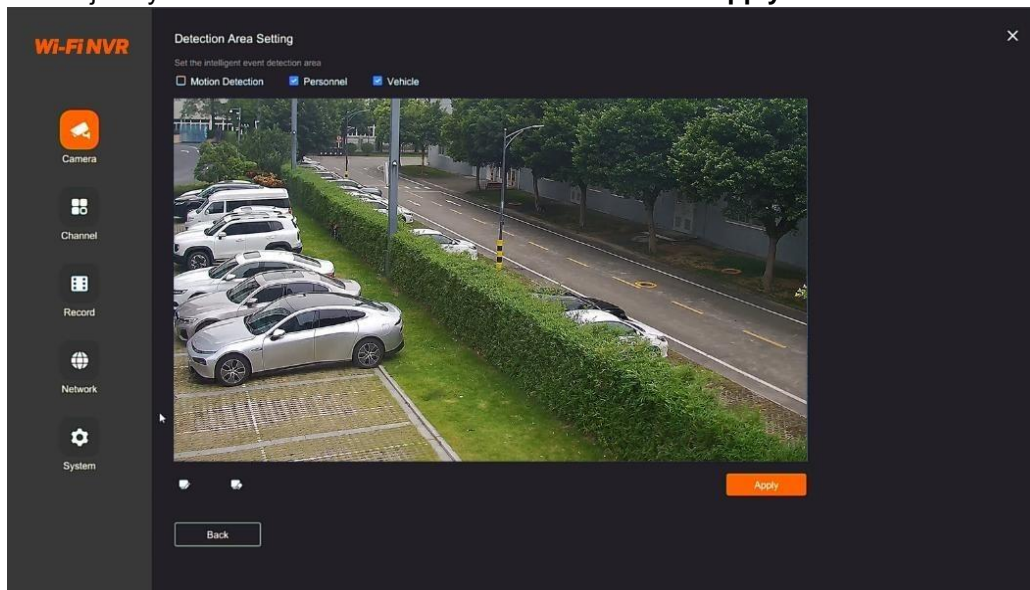 Apply
Wi-Fi NVR
Detection Area Setting
Set the intelligent event detection area
Motion Detection Personnel Vehicle
Camera
Channel
Record
Network
System
Apply
Back